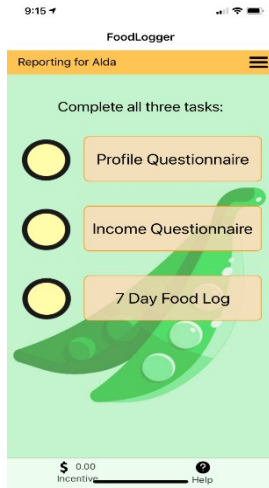 9:15
FoodLogger
Reporting for Alda
Complete all three tasks:
Profile Questionnaire
Income Questionnaire
7 Day Food Log
$ 0.00
Incentive
? Help